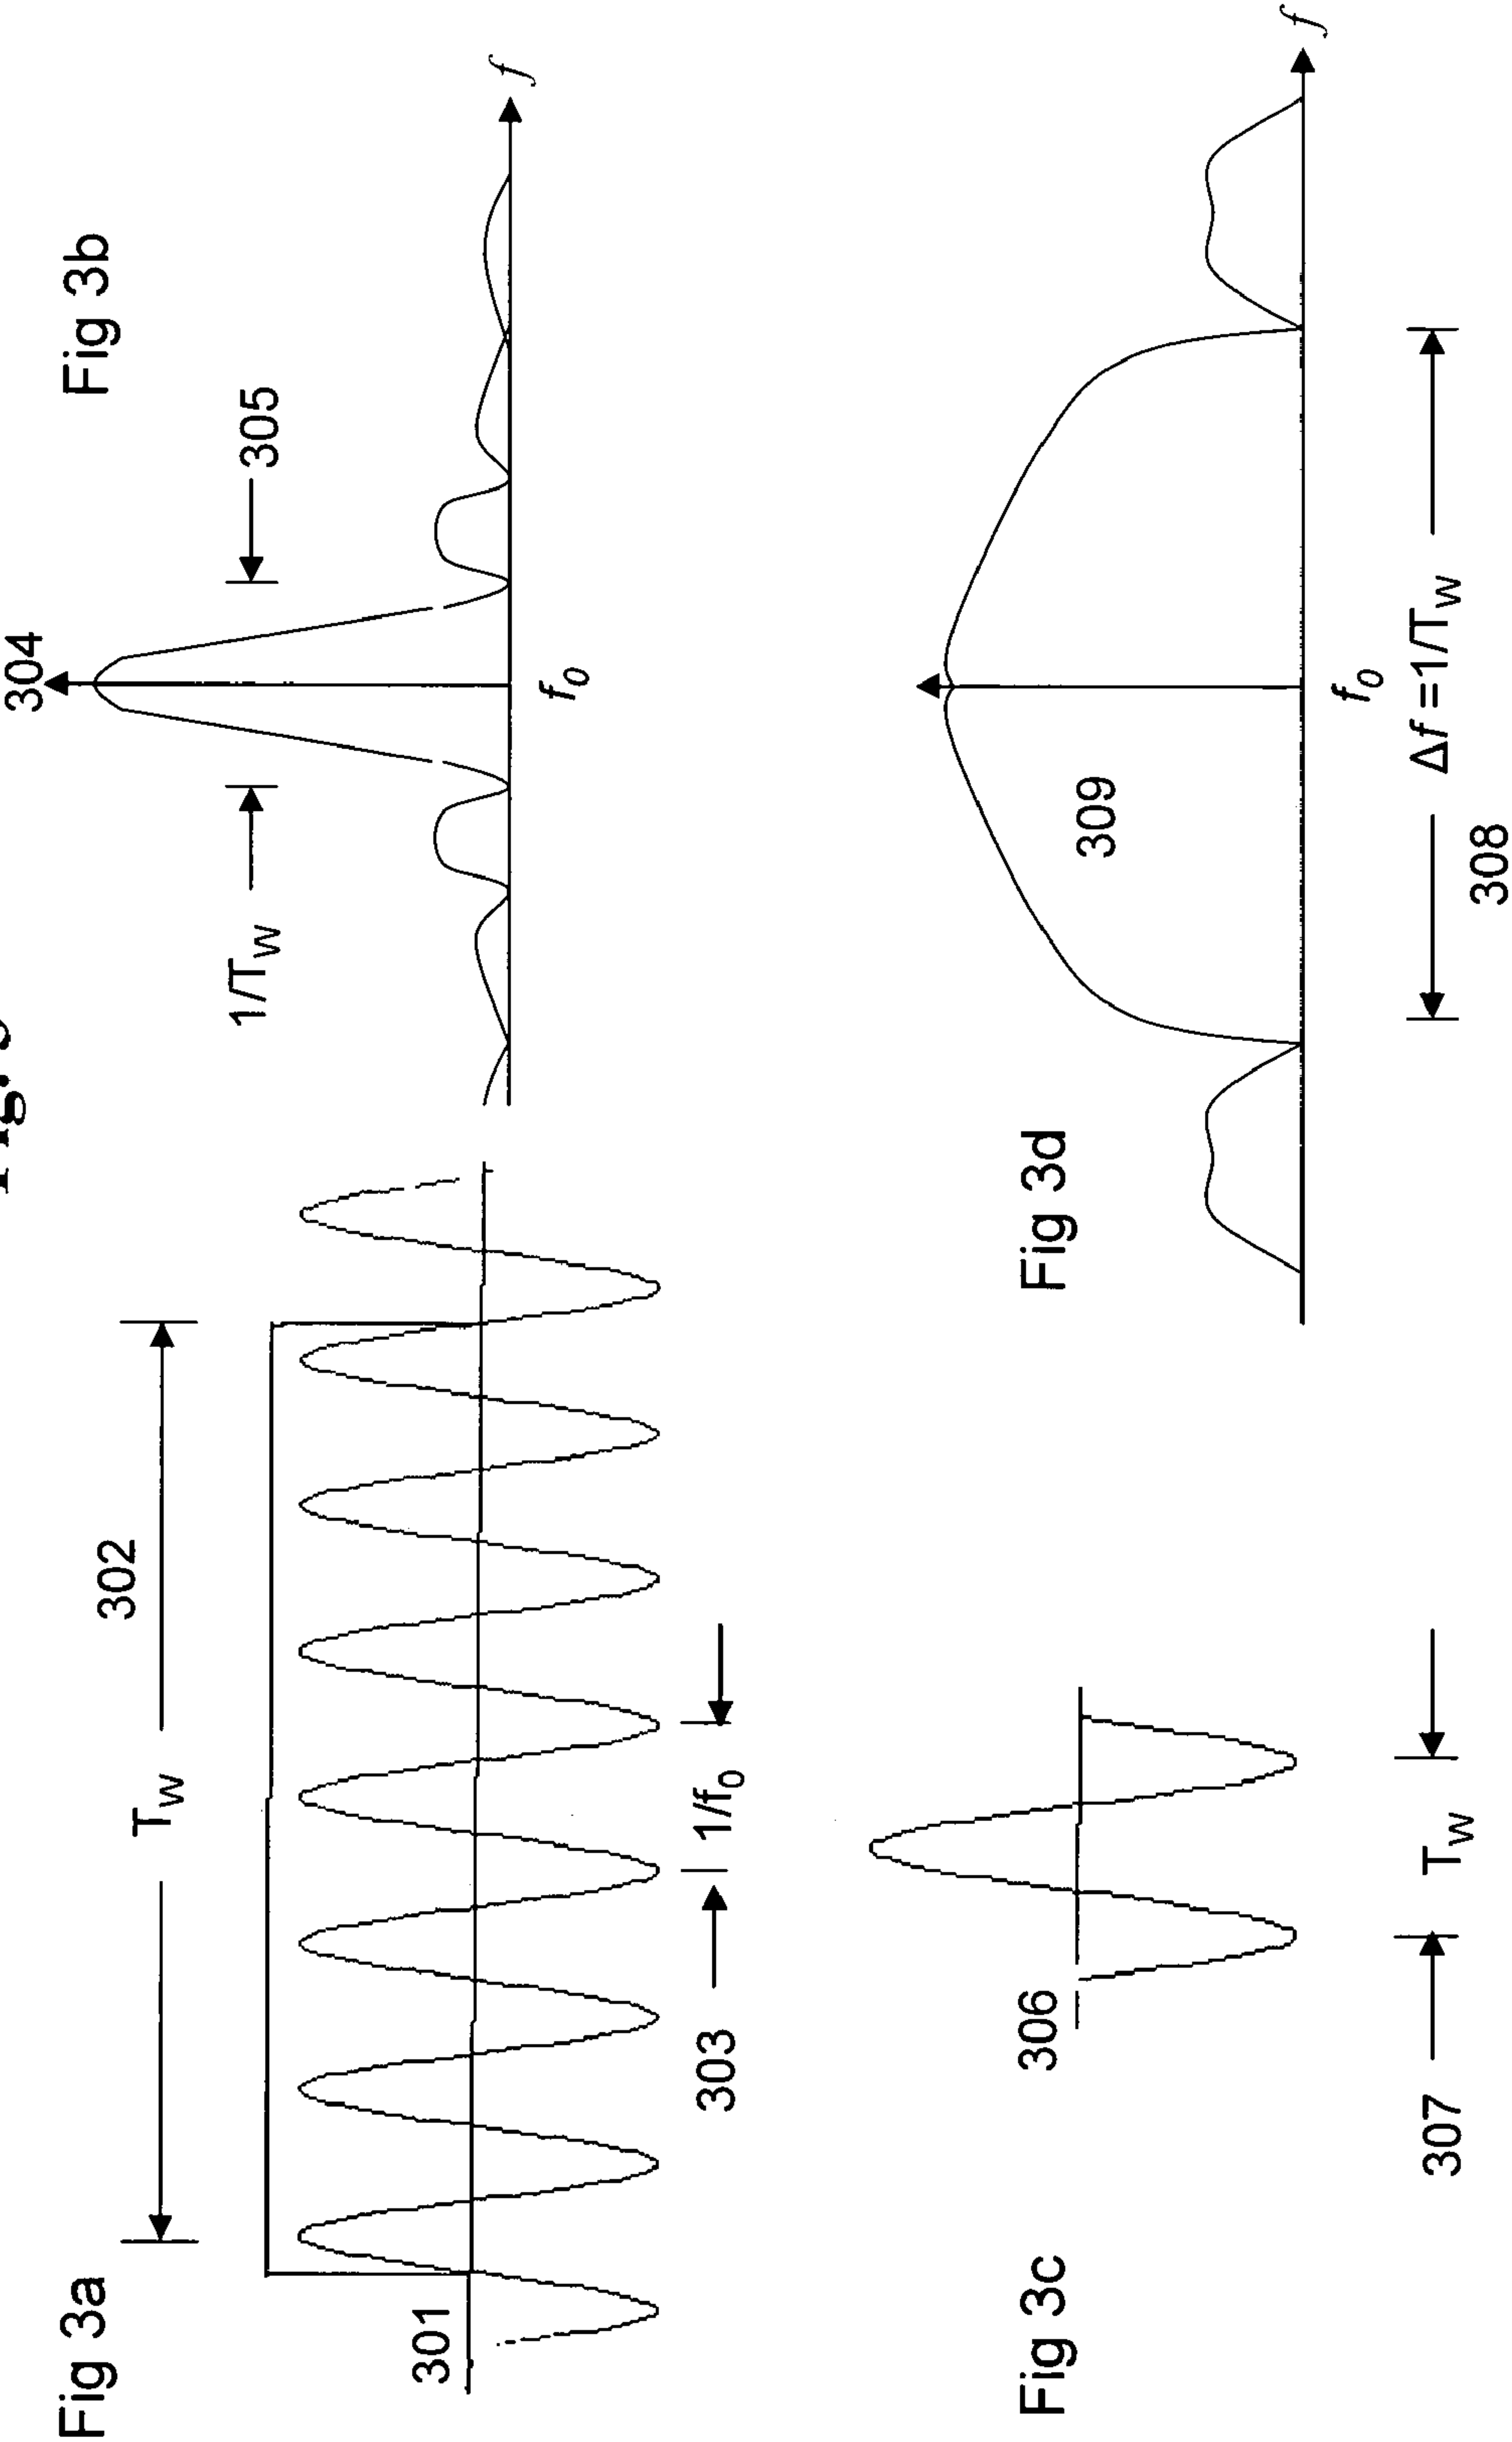 Fig 3a
302
T_W
301
303
1/f_0
Fig 3b
304
305
1/T_W
f
f_0
Fig 3c
306
307
T_W
Fig 3d
309
f
f_0
Δf =1/T_W
308